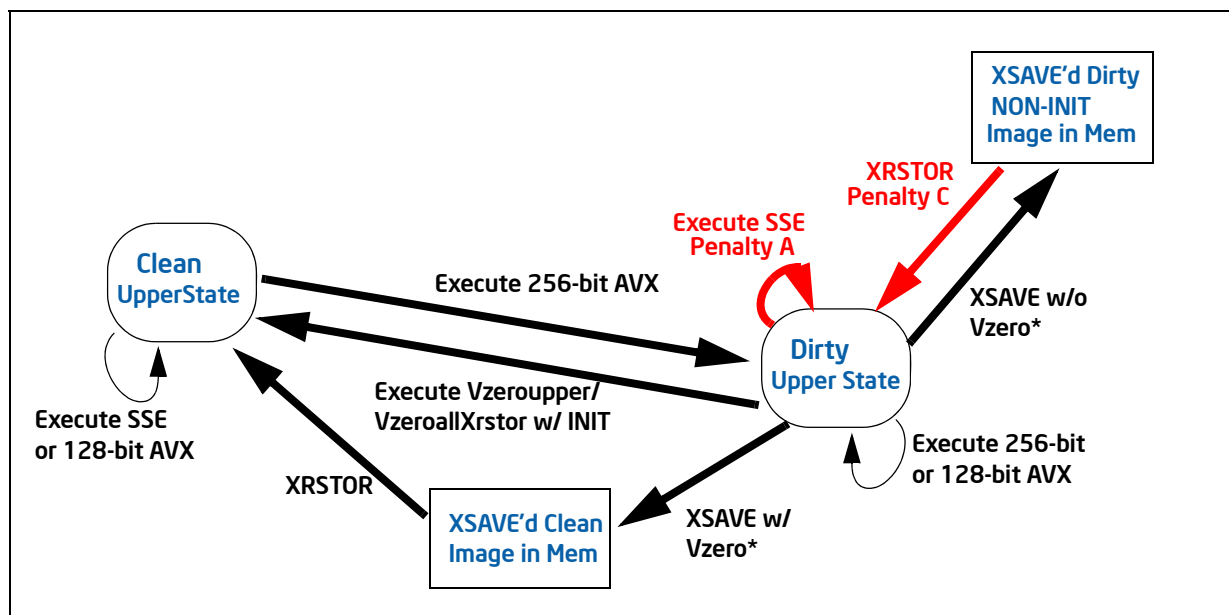 XSAVE'd Dirty
NON-INIT
Image in Mem
XRSTOR
Penalty C
Execute SSE
Penalty A
Clean
UpperState
Execute 256-bit AVX
XSAVE w/o
Vzero*
Dirty
Upper State
Execute Vzeroupper/
VzeroallXrstor w/ INIT
Execute SSE
or 128-bit AVX
Execute 256-bit
or 128-bit AVX
XRSTOR
XSAVE'd Clean
Image in Mem
XSAVE w/
Vzero*